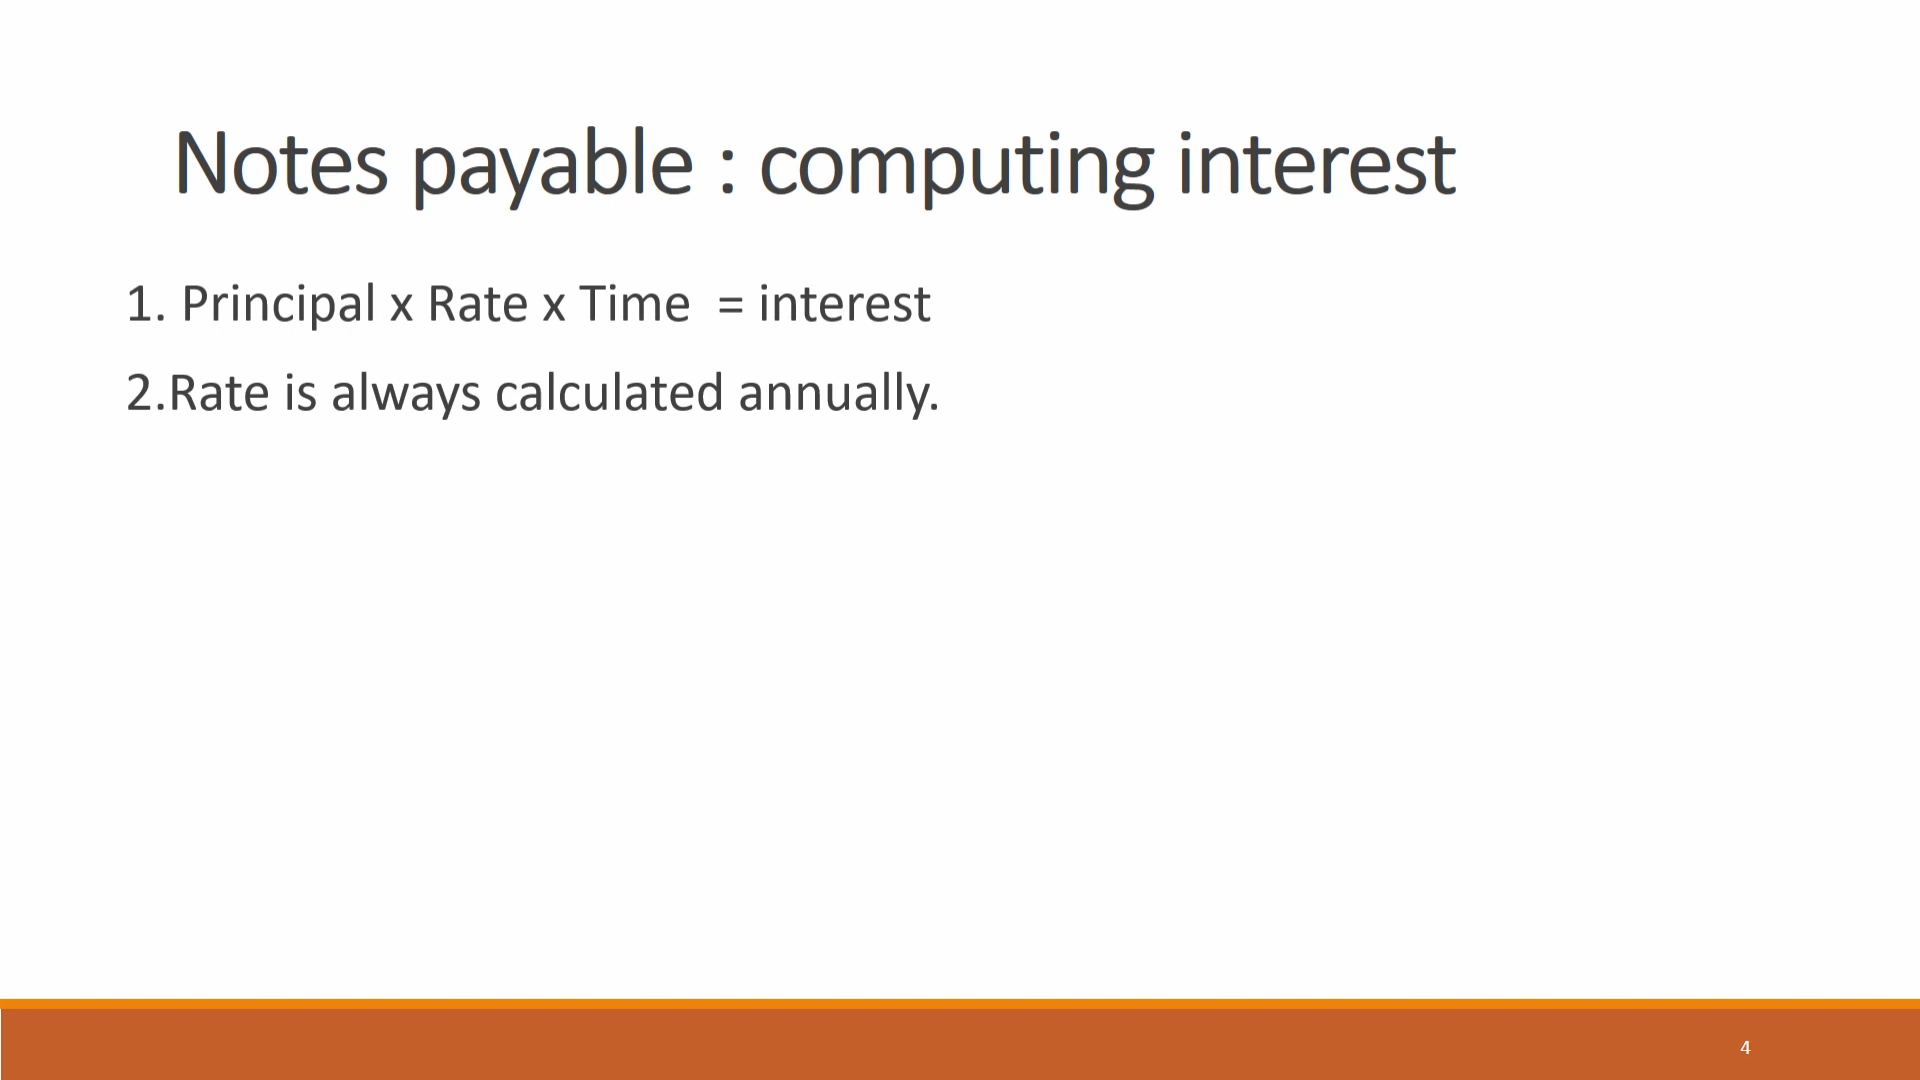 Notes payable : computing interest
1. Principal x Rate x Time  = interest
2.Rate is always calculated annually.
4